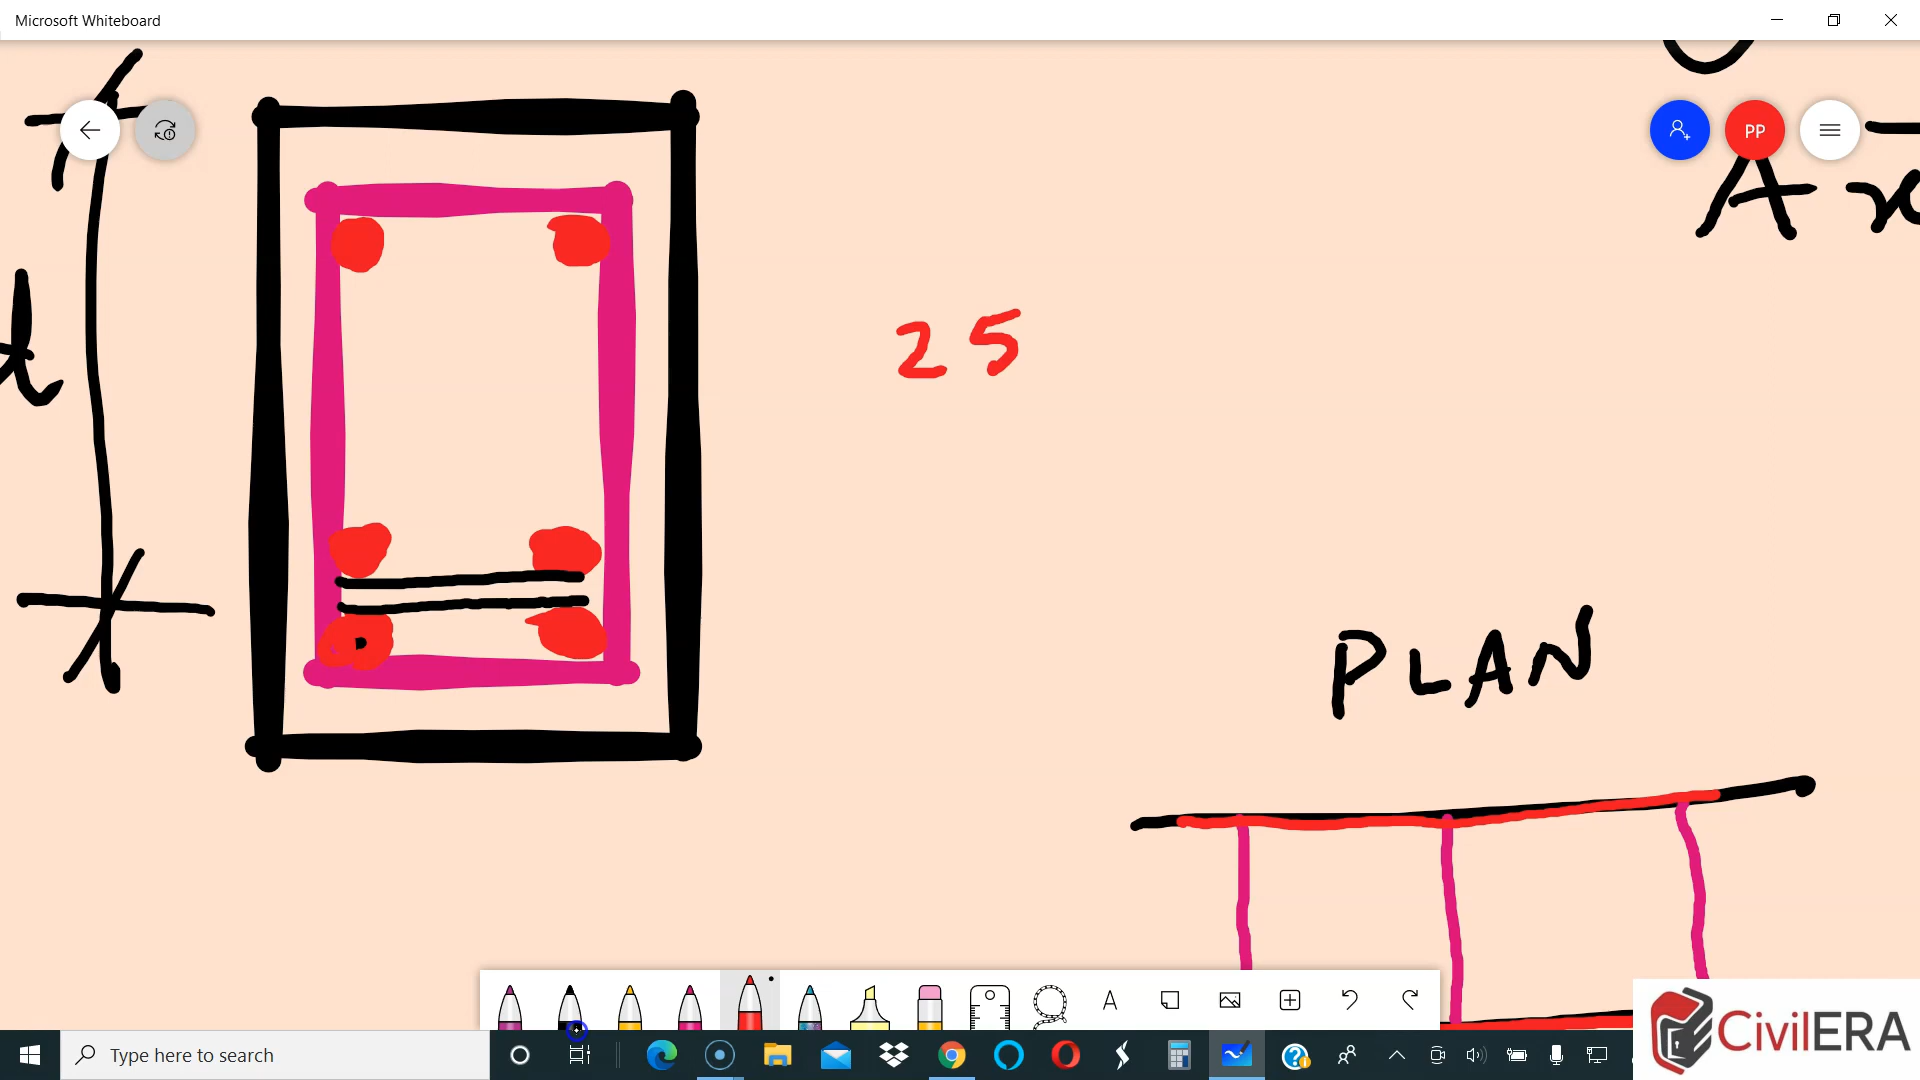 Microsoft Whiteboard
PP
A
d
25
PLAN
A
Type here to search
CivilERA